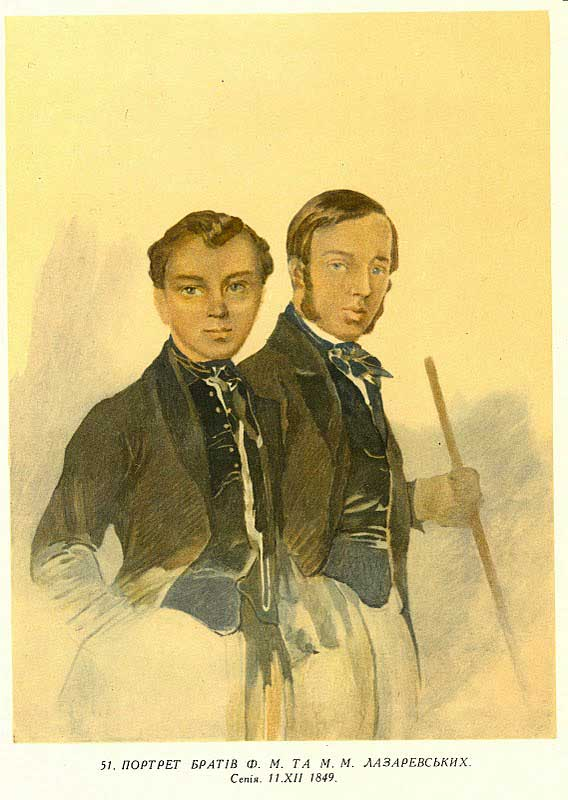 51. ПОРТРЕТ БРАТІВ Ф. М. ТА М. М. ЛАЗАРЕВСЬКИХ.
Сепія. 11.XII 1849.